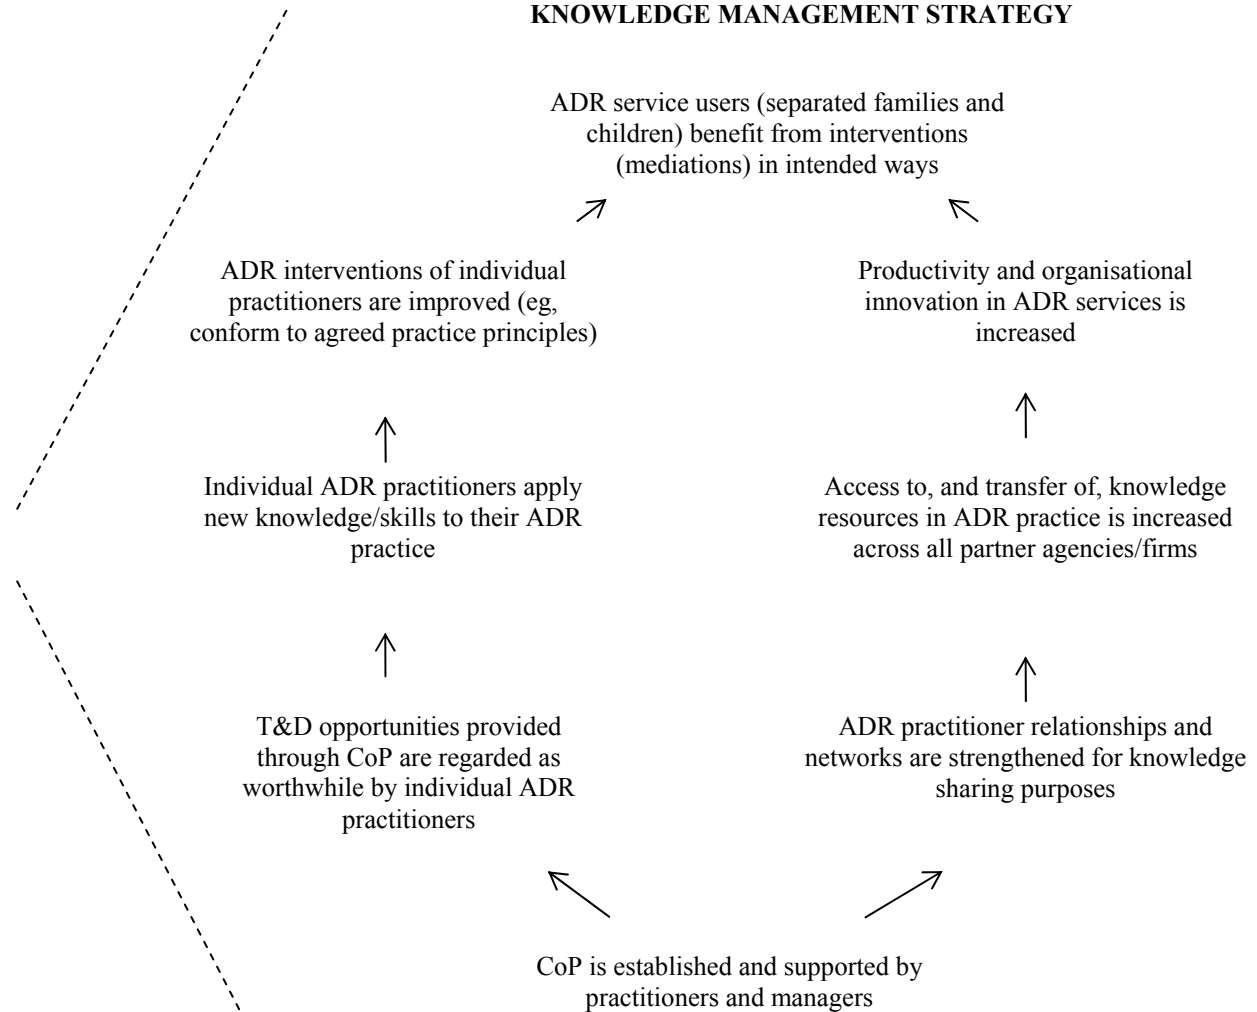 KNOWLEDGE MANAGEMENT STRATEGY
ADR service users (separated families and
children) benefit from interventions
(mediations) in intended ways
ADR interventions of individual
practitioners are improved (eg,
conform to agreed practice principles)
Productivity and organisational
innovation in ADR services is
increased
Individual ADR practitioners apply
new knowledge/skills to their ADR
practice
Access to, and transfer of, knowledge
resources in ADR practice is increased
across all partner agencies/firms
T&D opportunities provided
through CoP are regarded as
worthwhile by individual ADR
practitioners
ADR practitioner relationships and
networks are strengthened for knowledge
sharing purposes
CoP is established and supported by
practitioners and managers